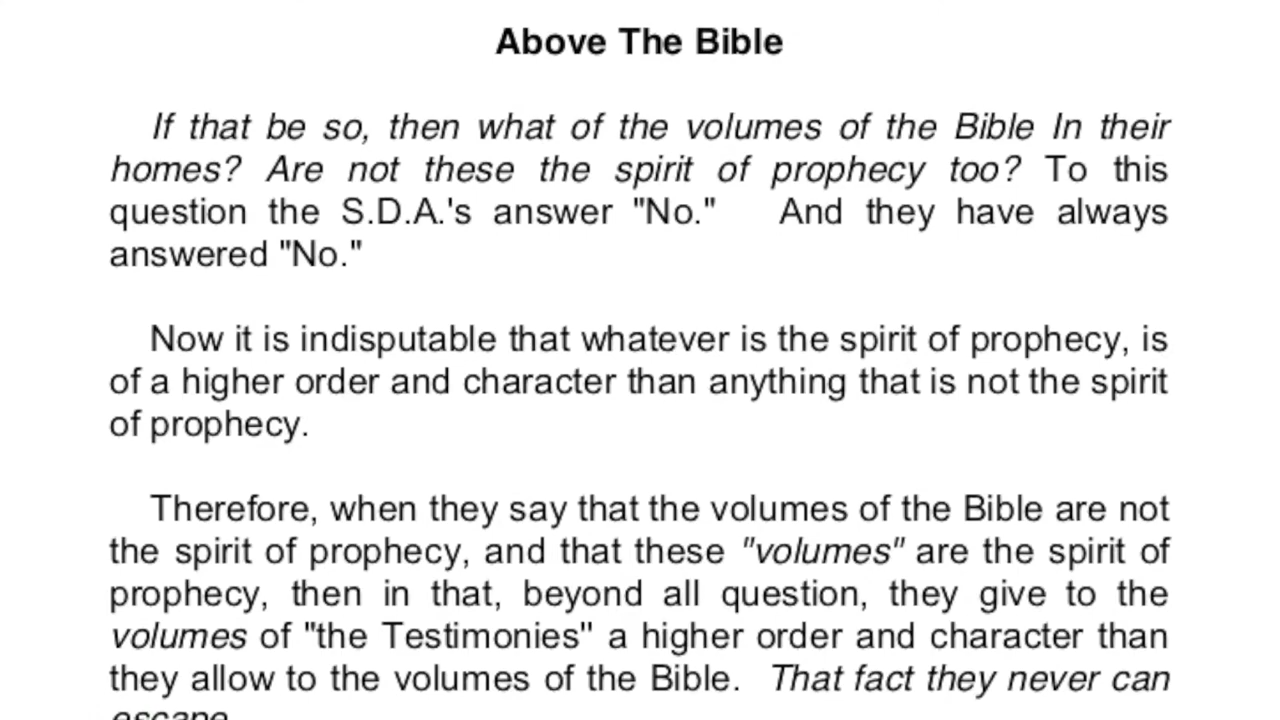 Above The Bible
If that be so, then what of the volumes of the Bible In their
homes? Are not these the spirit of prophecy too? To this
question the S.D.A.'s answer "No." And they have always
answered "No."
Now it is indisputable that whatever is the spirit of prophecy, is
of a higher order and character than anything that is not the spirit
of prophecy.
Therefore, when they say that the volumes of the Bible are not
the spirit of prophecy, and that these "volumes" are the spirit of
prophecy, then in that, beyond all question, they give to the
volumes of "the Testimonies" a higher order and character than
they allow to the volumes of the Bible. That fact they never can
escape